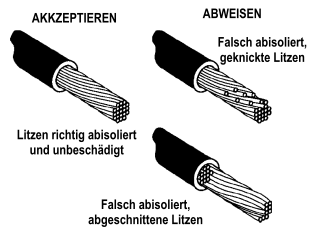 AKKZEPTIEREN
Litzen richtig abisoliert
und unbeschädigt
ABWEISEN
Falsch abisoliert,
geknickte Litzen
Falsch abisoliert,
abgeschnittene Litzen